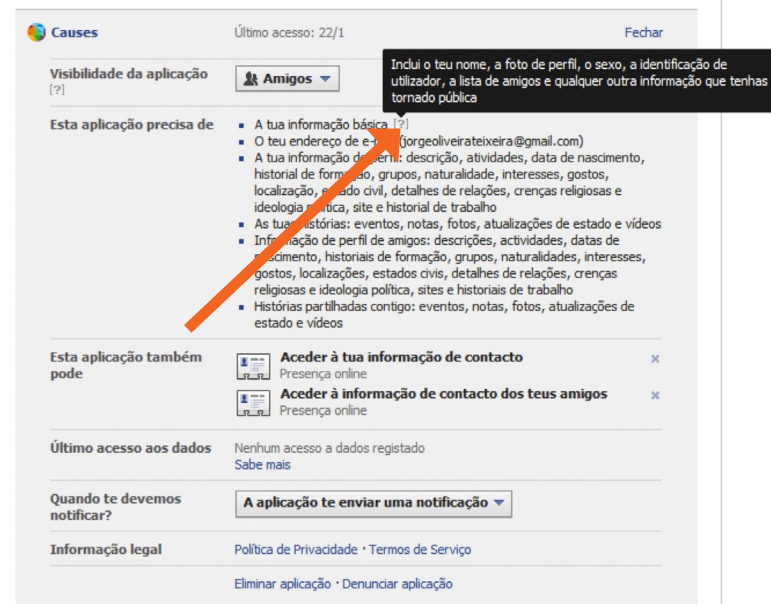 Causes
Último acesso: 22/1
Fechar
Inclui o teu nome, a foto de perfil, o sexo, a identificação de
utilizador, a lista de amigos e qualquer outra informação que tenhas
tornado pública
Visibilidade da aplicação
[?]
Amigos
Esta aplicação precisa de
A tua informação básica [?]
O teu endereço de (jorgeoliveirateixeira@gmail.com)
A tua informação de perfil: descrição, atividades, data de nascimento,
historial de formação, grupos, naturalidade, interesses, gostos,
localização, estado civil, detalhes de relações, crenças religiosas e
ideologia política, site e historial de trabalho
As tuas histórias: eventos, notas, fotos, atualizações de estado e vídeos
Informação de perfil de amigos: descrições, actividades, datas de
nascimento, historiais de formação, grupos, naturalidades, interesses,
gostos, localizações, estados civis, detalhes de relações, crenças
religiosas e ideologia política, sites e historiais de trabalho
Histórias partilhadas contigo: eventos, notas, fotos, atualizações de
estado e vídeos
Esta aplicação também
pode
Aceder à tua informação de contacto
Presença online
Aceder à informação de contacto dos teus amigos
Presença online
Último acesso aos dados
Nenhum acesso a dados registado
Sabe mais
Quando te devemos
notificar?
A aplicação te enviar uma notificação
Informação legal
Política de Privacidade · Termos de Serviço
Eliminar aplicação · Denunciar aplicação